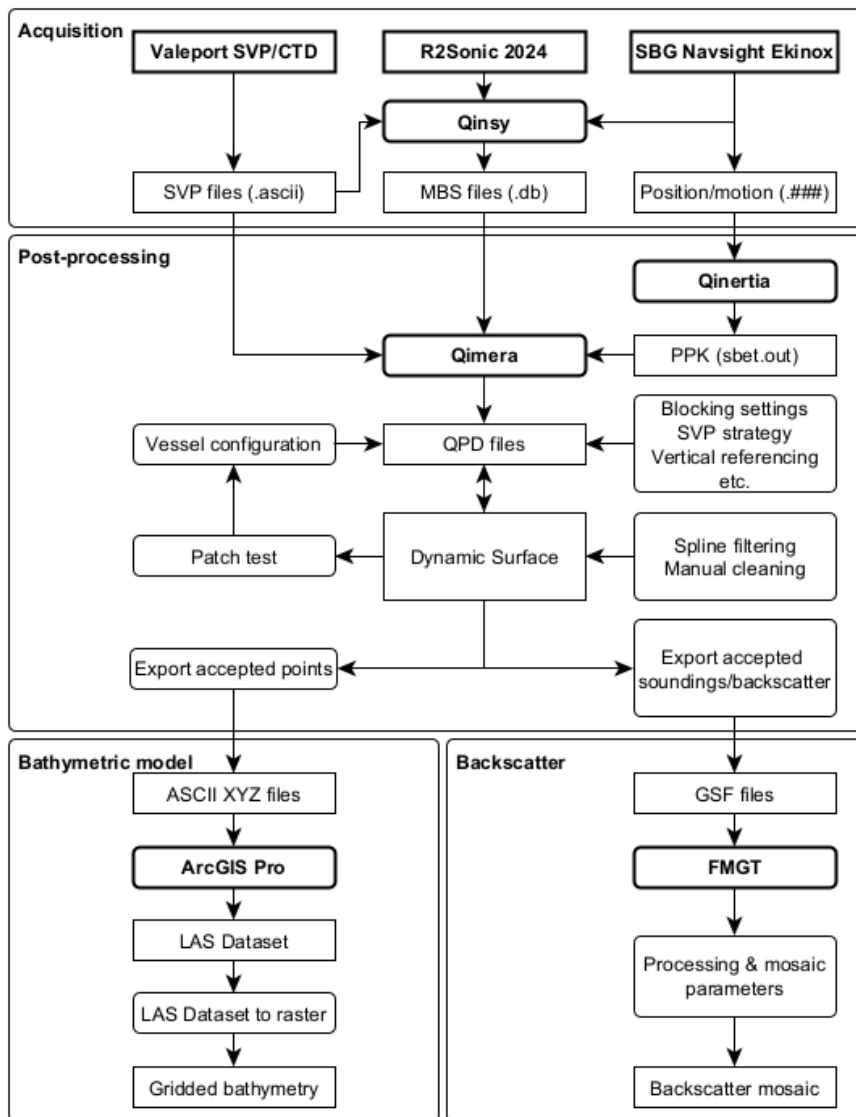 Acquisition
Valeport SVP/CTD
R2Sonic 2024
SBG Navsight Ekinox
Qinsy
SVP files (.ascii)
MBS files (.db)
Position/motion (.###)
Post-processing
Qinertia
Qimera
PPK (sbet.out)
Vessel configuration
QPD files
Blocking settings
SVP strategy
Vertical referencing
etc.
Patch test
Dynamic Surface
Spline filtering
Manual cleaning
Export accepted points
Export accepted
soundings/backscatter
Bathymetric model
ASCII XYZ files
ArcGIS Pro
LAS Dataset
LAS Dataset to raster
Gridded bathymetry
Backscatter
GSF files
FMGT
Processing & mosaic
parameters
Backscatter mosaic